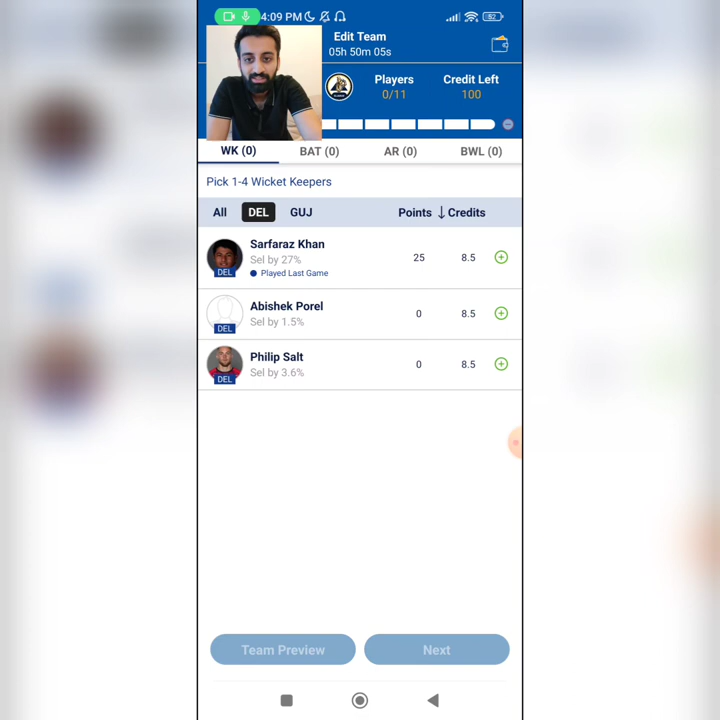 4:09 PM
82
Edit Team
05h 50m 05s
Players
Credit Left
0/11
100
WK (0)
BAT (0)
AR (0)
BWL (0)
Pick 1-4 Wicket Keepers
All
DEL
GUJ
Points
Credits
Sarfaraz Khan
Sel by 27%
Played Last Game
DEL
25
8.5
Abishek Porel
Sel by 1.5%
DEL
0
8.5
Philip Salt
Sel by 3.6%
DEL
0
8.5
Team Preview
Next